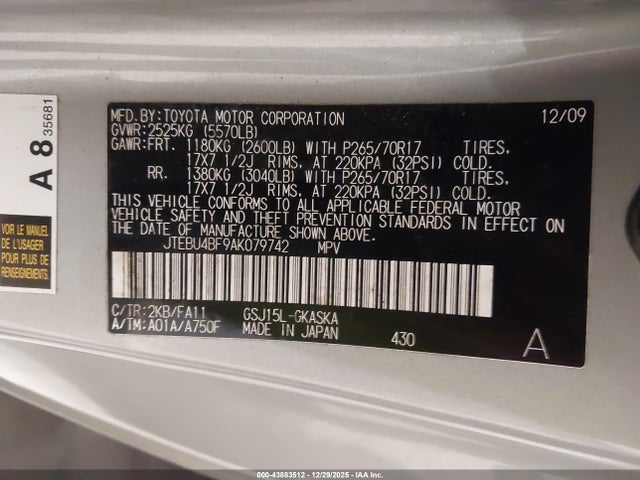 MFD.BY:TOYOTA MOTOR CORPORATION 12/09
GVWR:2525KG (5570LB)
GAWR:FRT. 1180KG (2600LB) WITH P265/70R17 TIRES,
17X7 1/2J RIMS, AT 220KPA (32PSI) COLD.
RR. 1380KG (3040LB) WITH P265/70R17 TIRES,
17X7 1/2J RIMS, AT 220KPA (32PSI) COLD.
THIS VEHICLE CONFORMS TO ALL APPLICABLE FEDERAL MOTOR
VEHICLE SAFETY AND THEFT PREVENTION STANDARDS IN EFFECT ON
THE DATE OF MANUFACTURE SHOWN ABOVE.
JTEBU4BF9AK079742 MPV
C/TR:2KB/FA11 GSJ15L-GKASKA
A/TM:A01A/A750F MADE IN JAPAN 430 A
A 8 35681
VOIR LE MANUEL
DE L'USAGER
POUR PLUS DE
RENSEIGNEMENTS
000-43883512 - 12/29/2025 - IAA Inc.